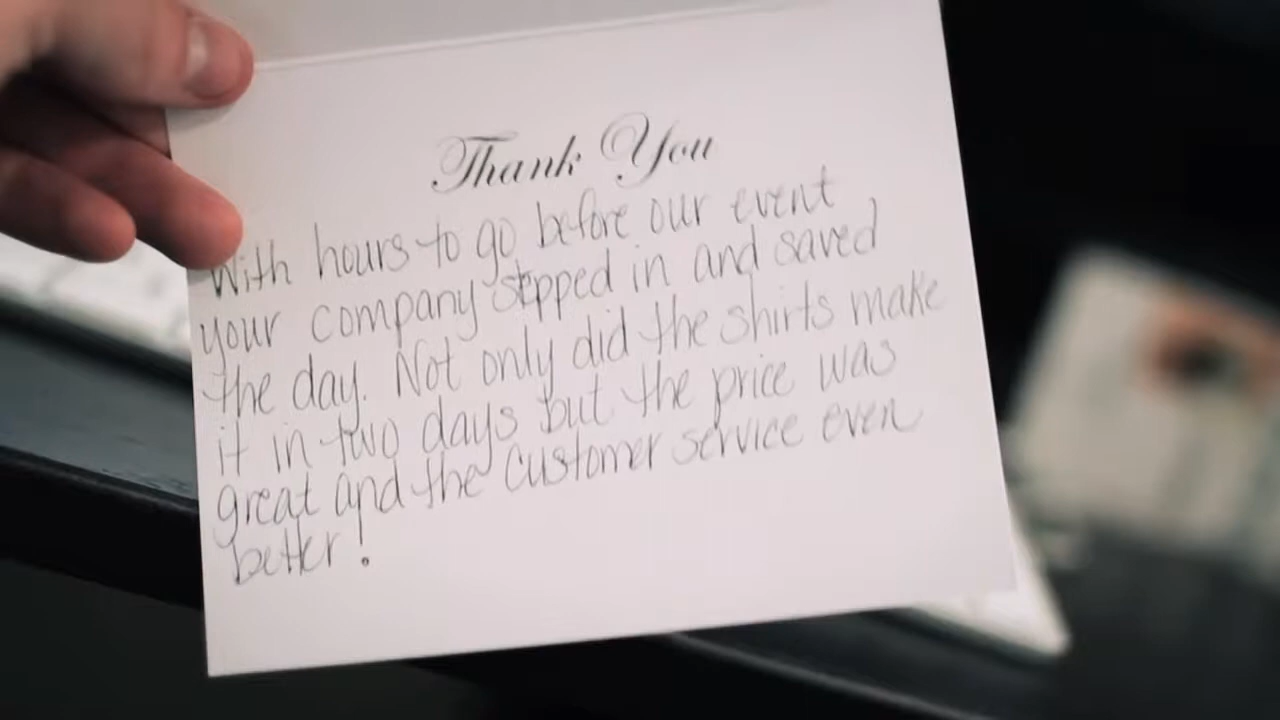 Thank You
With hours to go before our event
your company stepped in and saved
the day. Not only did the shirts make
it in two days but the price was
great and the customer service even
better!